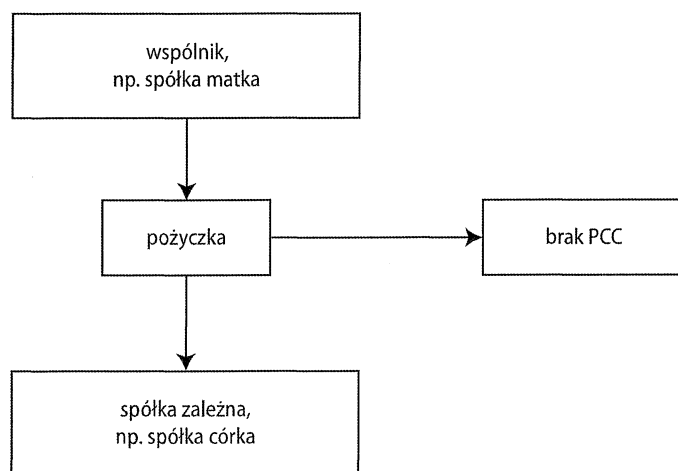 wspólnik,
np. spółka matka
pożyczka
brak PCC
spółka zależna,
np. spółka córka